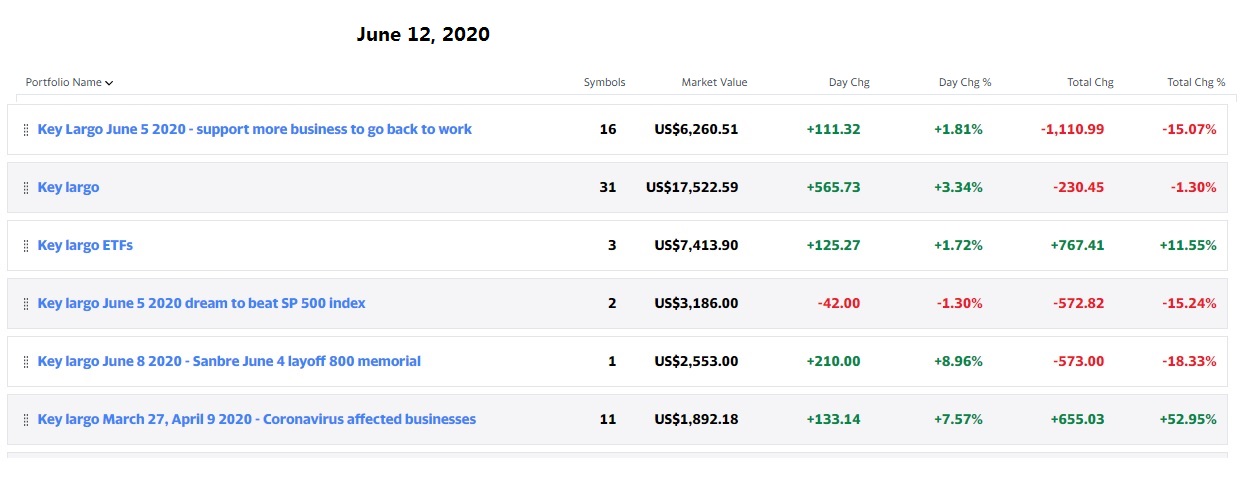 June 12, 2020
Portfolio Name Symbols Market Value Day Chg Day Chg % Total Chg Total Chg %
Key Largo June 5 2020 - support more business to go back to work 16 US$6,260.51 +111.32 +1.81% -1,110.99 -15.07%
Key largo 31 US$17,522.59 +565.73 +3.34% -230.45 -1.30%
Key largo ETFs 3 US$7,413.90 +125.27 +1.72% +767.41 +11.55%
Key largo June 5 2020 dream to beat SP 500 index 2 US$3,186.00 -42.00 -1.30% -572.82 -15.24%
Key largo June 8 2020 - Sanbre June 4 layoff 800 memorial 1 US$2,553.00 +210.00 +8.96% -573.00 -18.33%
Key largo March 27, April 9 2020 - Coronavirus affected businesses 11 US$1,892.18 +133.14 +7.57% +655.03 +52.95%